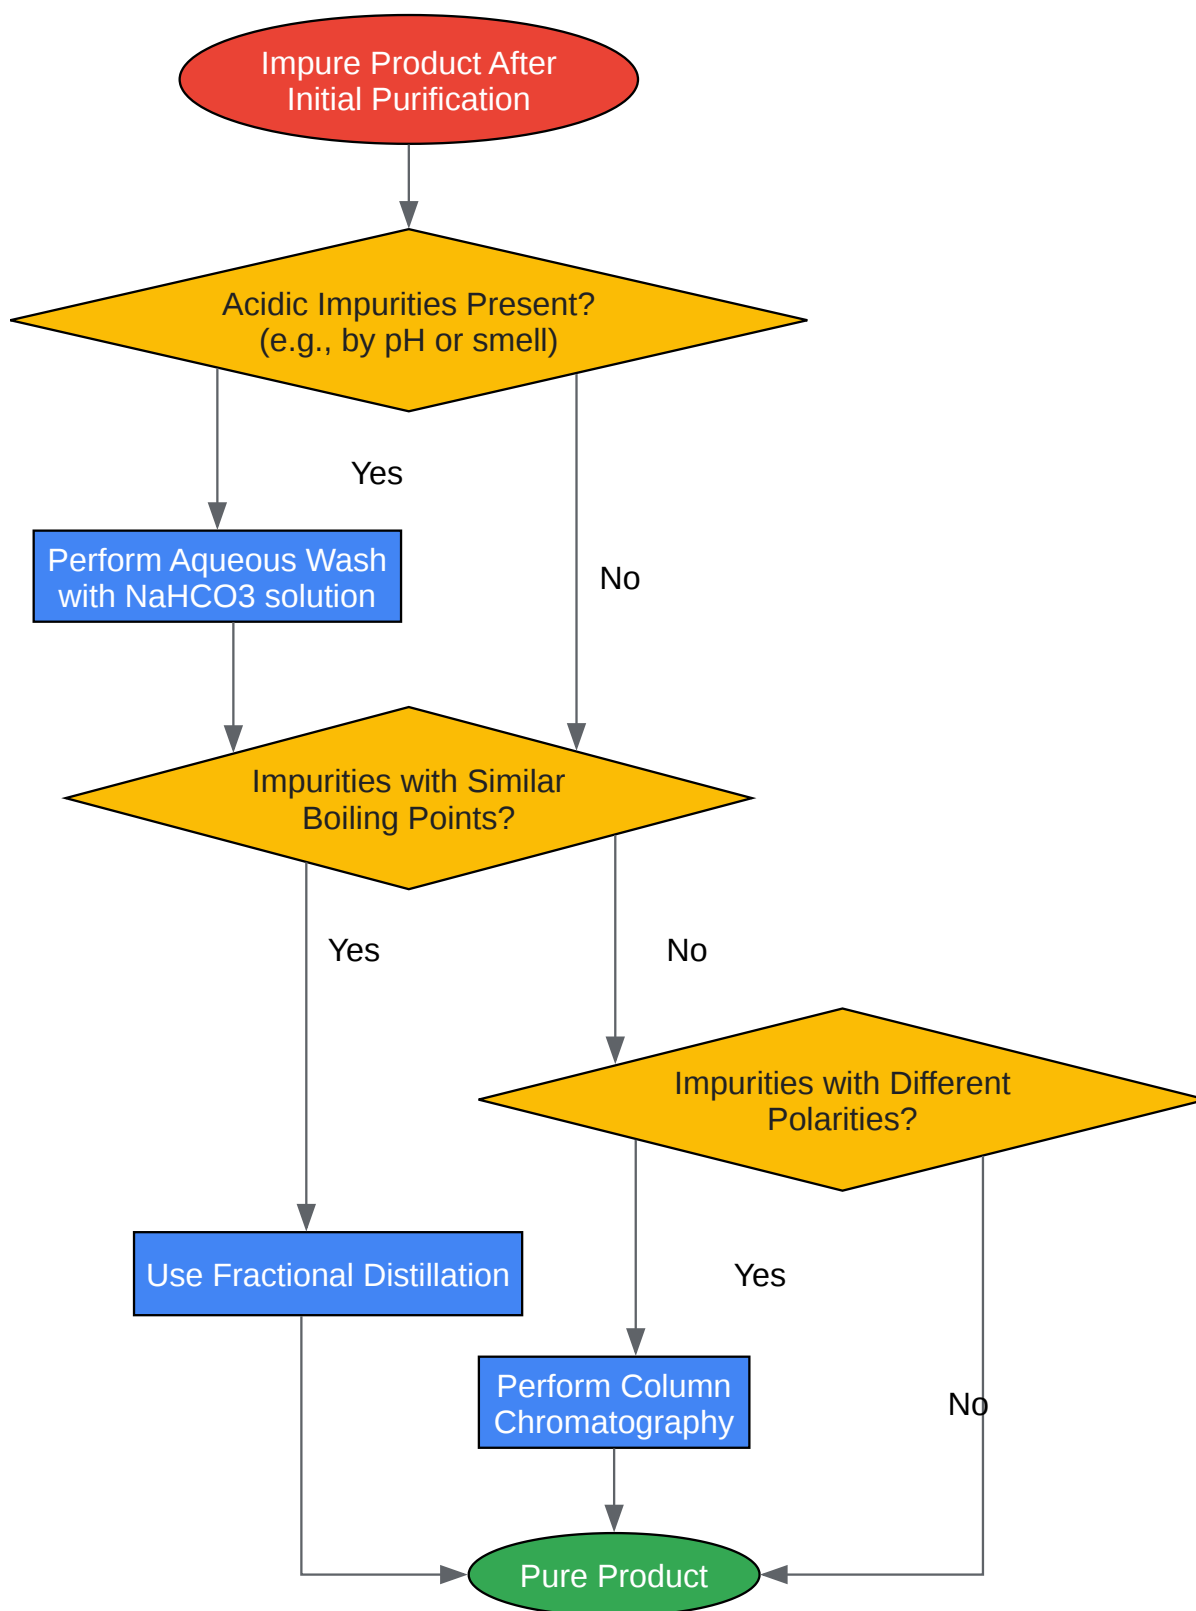 Impure Product After
Initial Purification
Acidic Impurities Present?
(e.g., by pH or smell)
Yes
Perform Aqueous Wash
with NaHCO3 solution
No
Impurities with Similar
Boiling Points?
Yes
No
Impurities with Different
Polarities?
Use Fractional Distillation
Yes
Perform Column
Chromatography
No
Pure Product